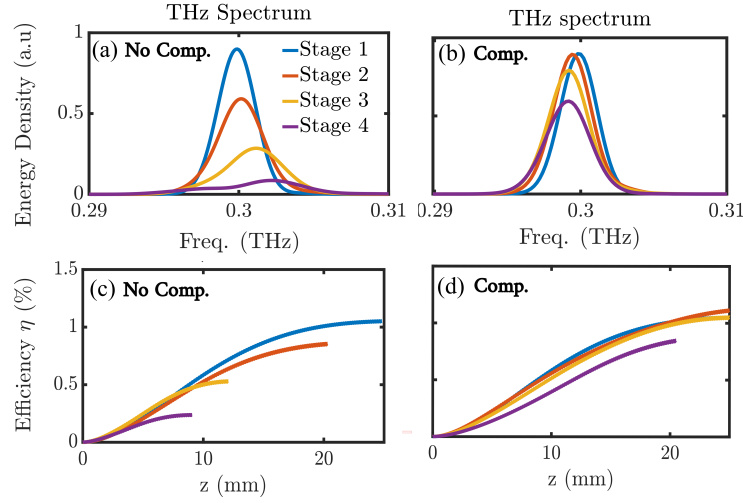 THz Spectrum
THz spectrum
(a) No Comp.
Stage 1
Stage 2
Stage 3
Stage 4
(b) Comp.
Energy Density (a.u)
1
0.5
0
0.29
0.3
0.31
0.29
0.3
0.31
Freq. (THz)
Freq. (THz)
(c) No Comp.
(d) Comp.
Efficiency η (%)
1.5
1
0.5
0
0
10
20
0
10
20
z (mm)
z (mm)